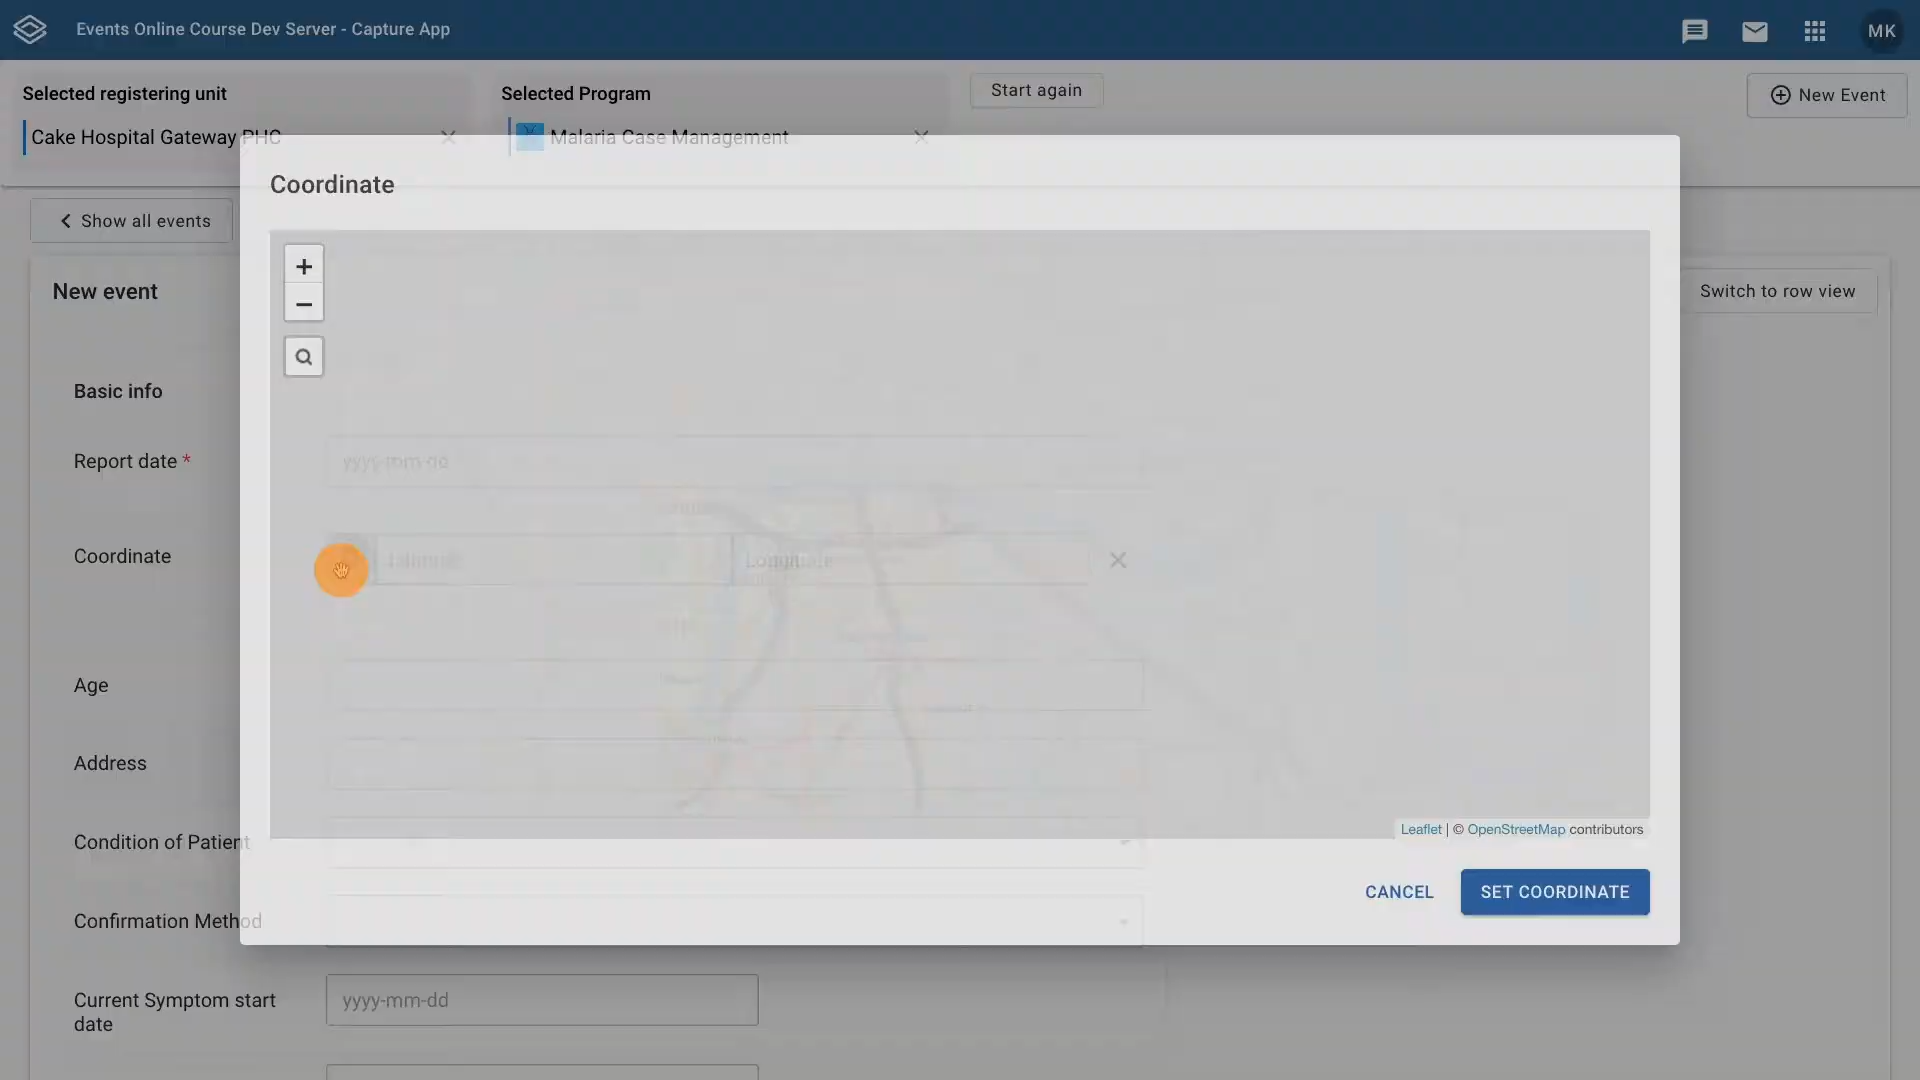 Events Online Course Dev Server - Capture App
MK
Selected registering unit
Cake Hospital Gateway PHC
Selected Program
Malaria Case Management
Start again
New Event
Coordinate
Show all events
New event
Switch to row view
Basic info
Report date *
yyyy-mm-dd
Coordinate
Latitude
Longitude
Age
Address
Leaflet | © OpenStreetMap contributors
Condition of Patient
CANCEL
SET COORDINATE
Confirmation Method
Current Symptom start
date
yyyy-mm-dd